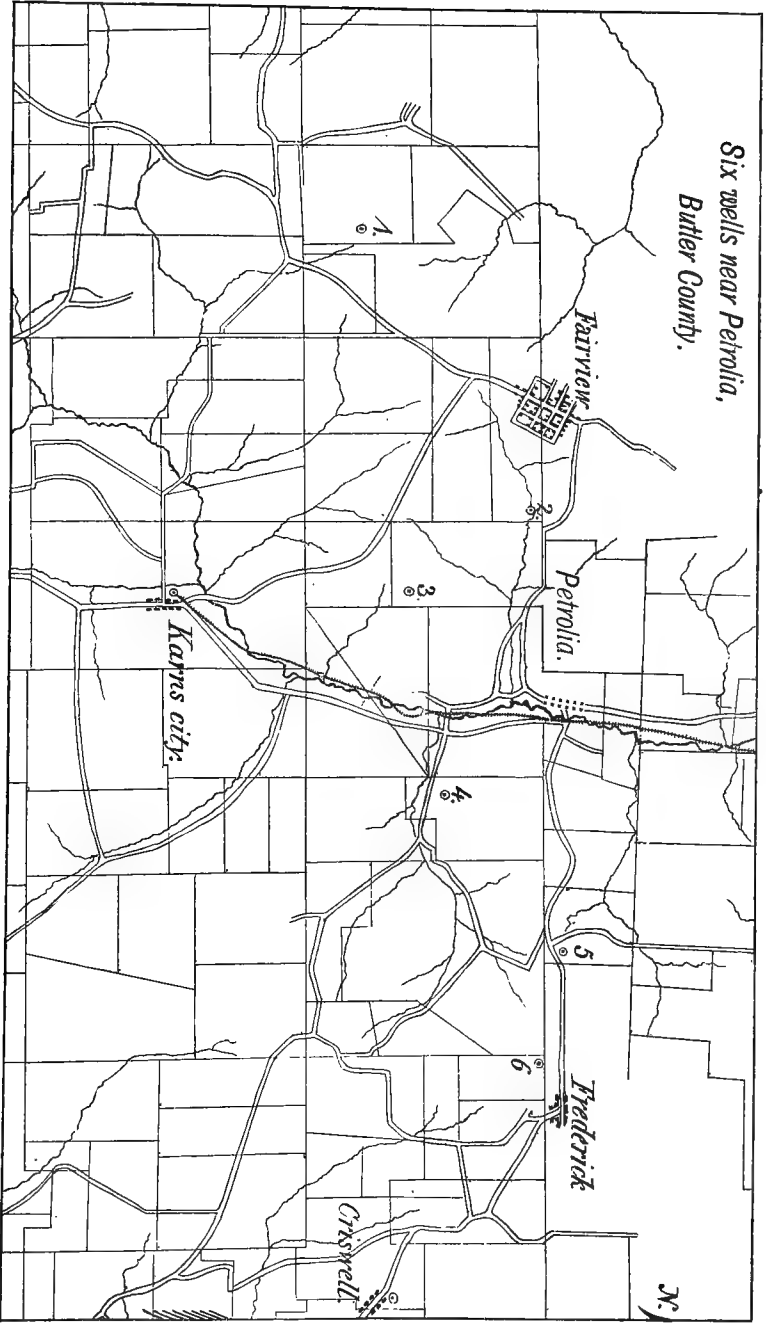 Six wells near Petrolia,
Butler County.
Fairview
1.
2.
Petrolia.
3.
Karns city.
4.
5
6
Frederick
Criswell.
N.